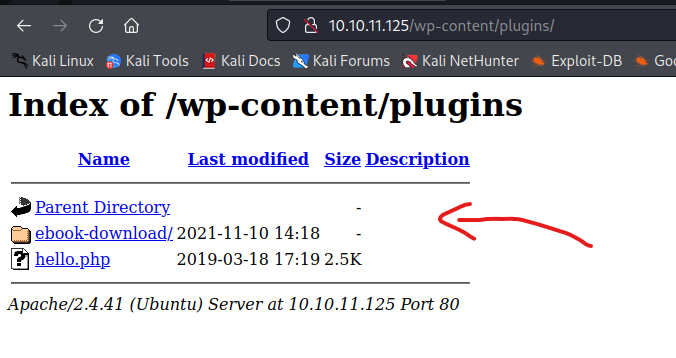 10.10.11.125/wp-content/plugins/
Kali Linux Kali Tools Kali Docs Kali Forums Kali NetHunter Exploit-DB
Index of /wp-content/plugins
Name Last modified Size Description
Parent Directory -
ebook-download/ 2021-11-10 14:18 -
hello.php 2019-03-18 17:19 2.5K
Apache/2.4.41 (Ubuntu) Server at 10.10.11.125 Port 80